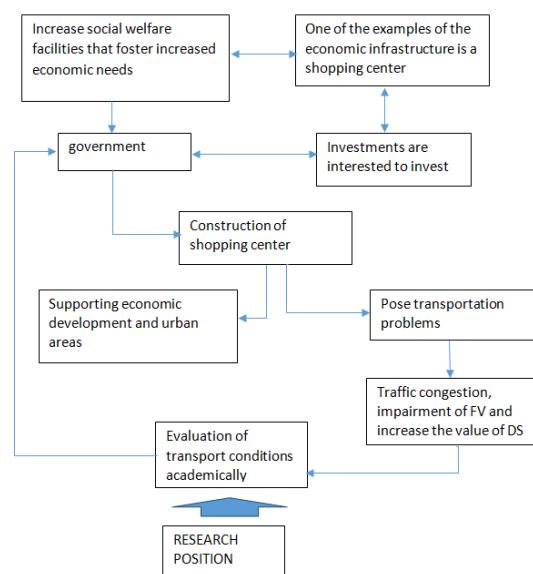 Increase social welfare
facilities that foster increased
economic needs
One of the examples of the
economic infrastructure is a
shopping center
government
Investments are
interested to invest
Construction of
shopping center
Supporting economic
development and urban
areas
Pose transportation
problems
Traffic congestion,
impairment of FV and
increase the value of DS
Evaluation of
transport conditions
academically
RESEARCH
POSITION